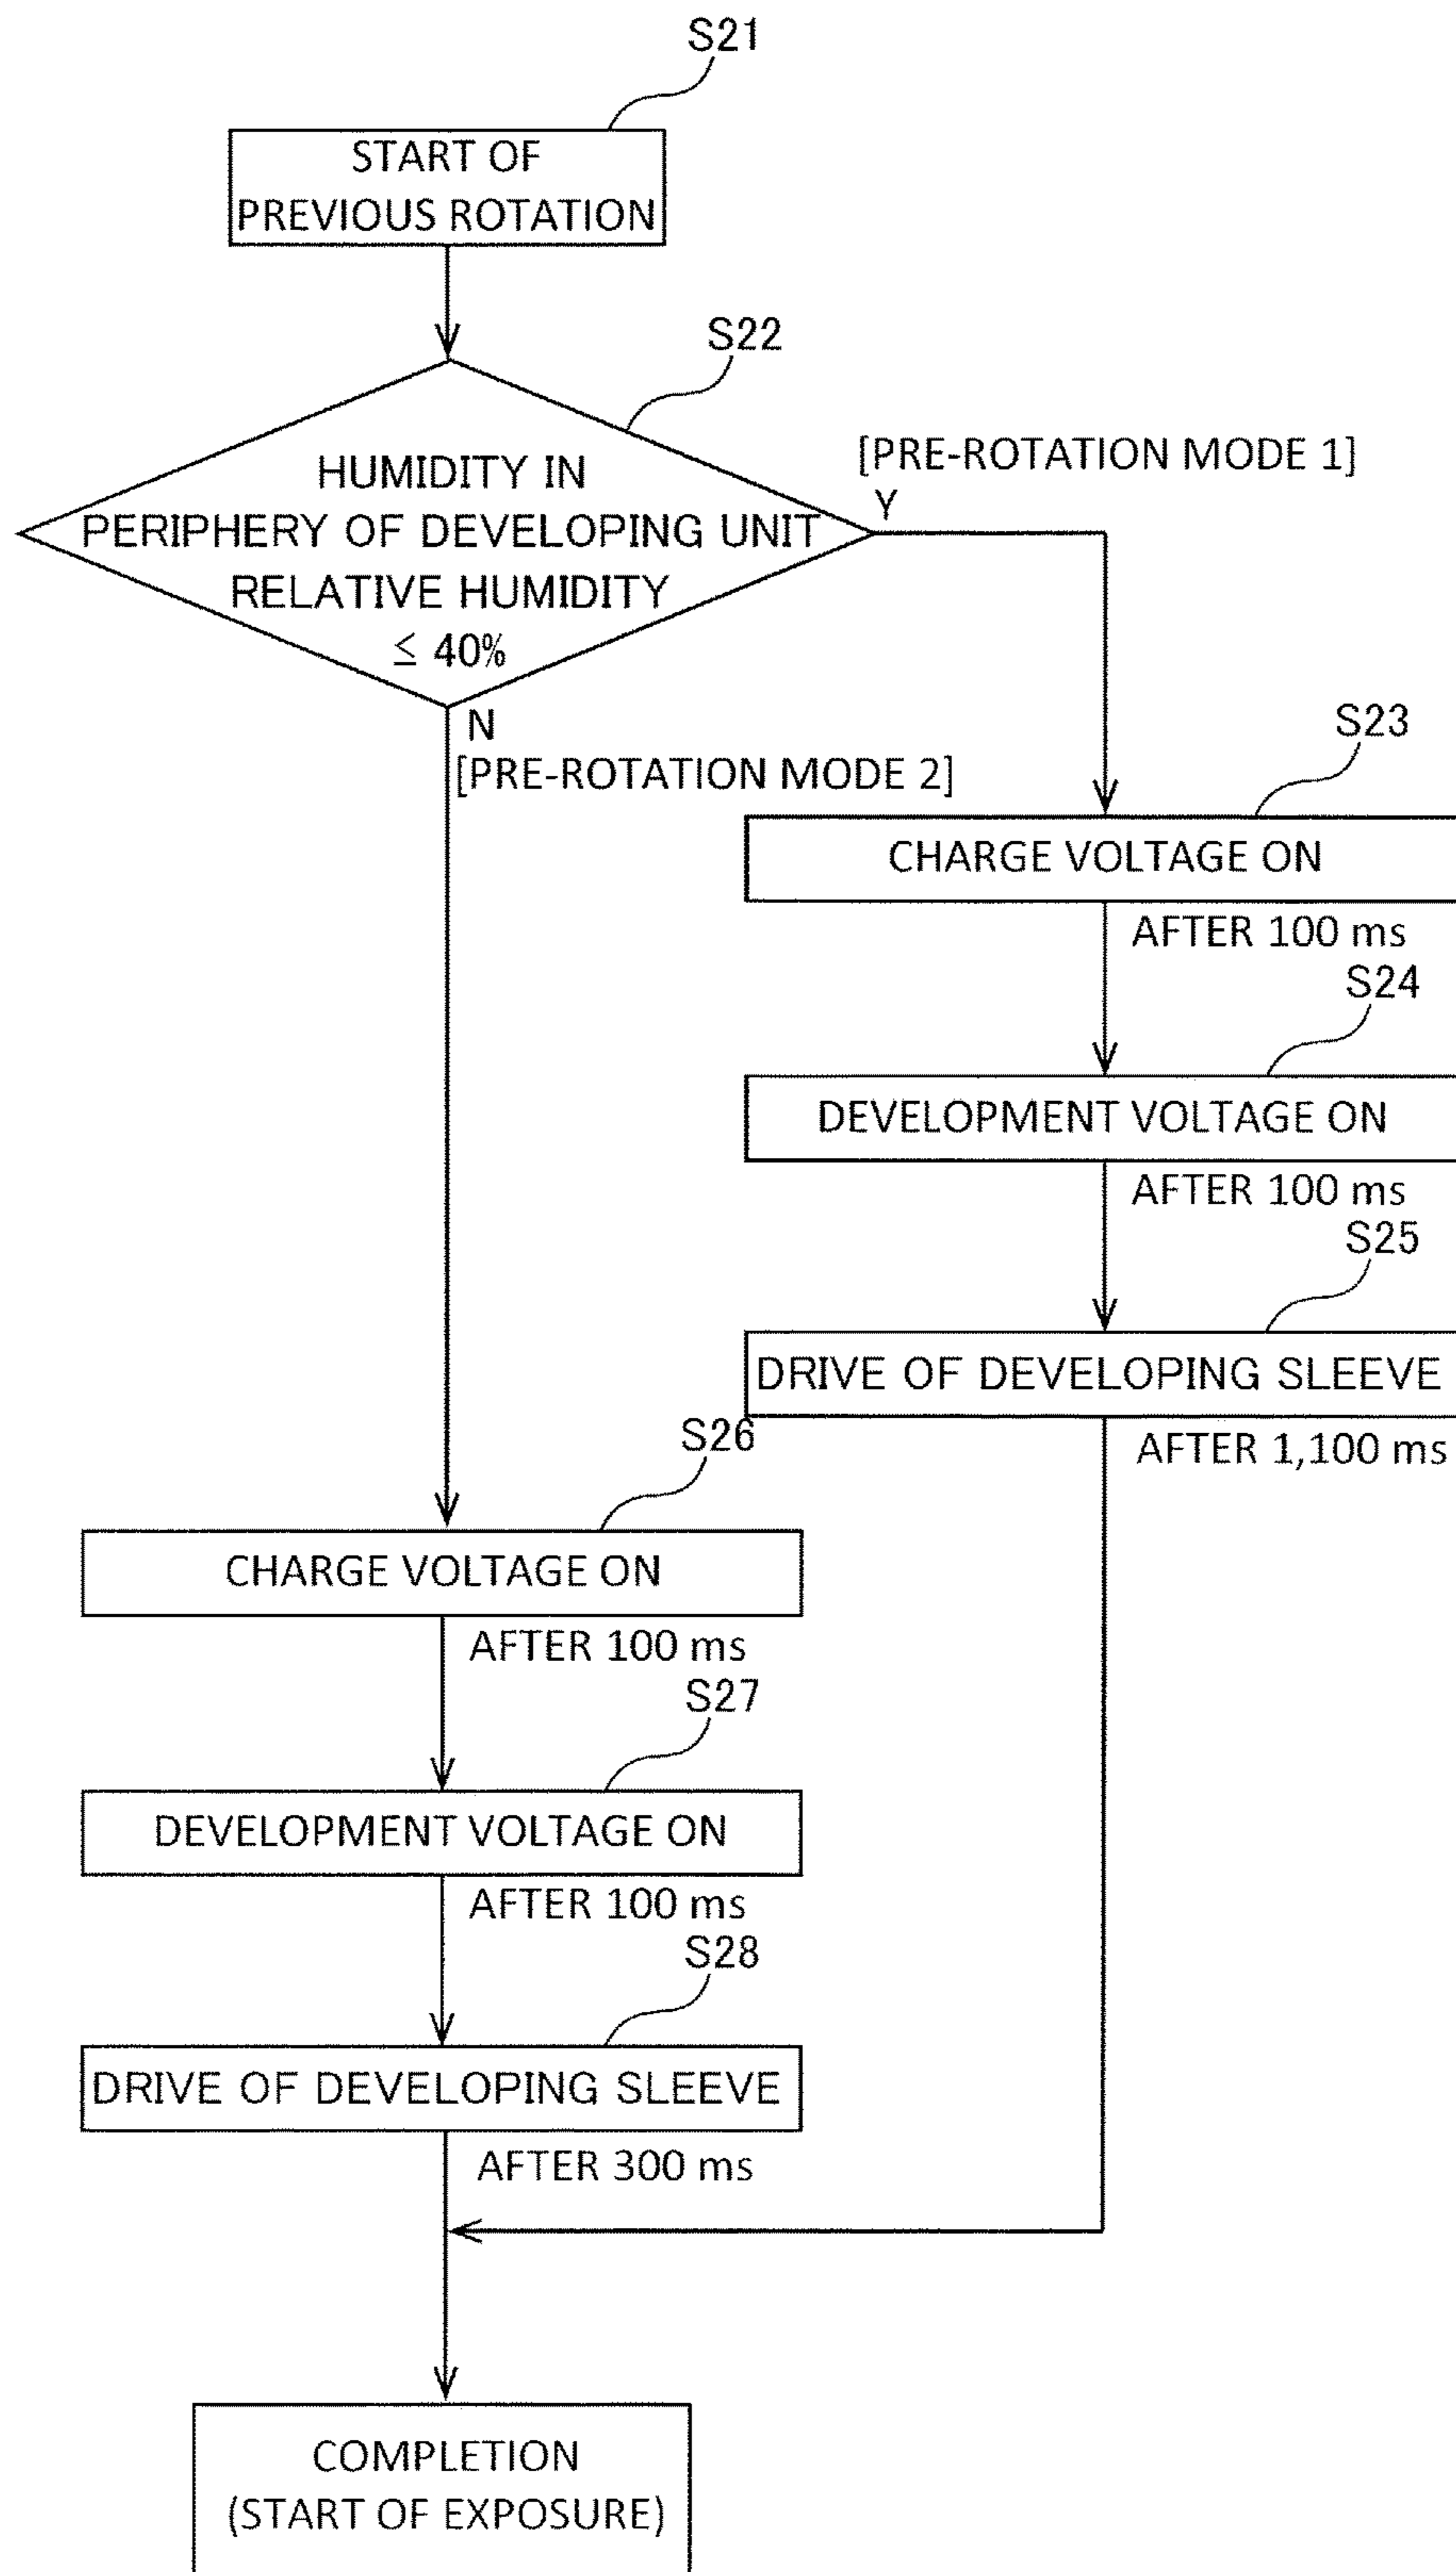 S21
START OF
PREVIOUS ROTATION
S22
HUMIDITY IN
PERIPHERY OF DEVELOPING UNIT
RELATIVE HUMIDITY
≦ 40%
[PRE-ROTATION MODE 1]
Y
N
[PRE-ROTATION MODE 2]
S23
CHARGE VOLTAGE ON
AFTER 100 ms
S24
DEVELOPMENT VOLTAGE ON
AFTER 100 ms
S25
DRIVE OF DEVELOPING SLEEVE
AFTER 1,100 ms
S26
CHARGE VOLTAGE ON
AFTER 100 ms
S27
DEVELOPMENT VOLTAGE ON
AFTER 100 ms
S28
DRIVE OF DEVELOPING SLEEVE
AFTER 300 ms
COMPLETION
(START OF EXPOSURE)